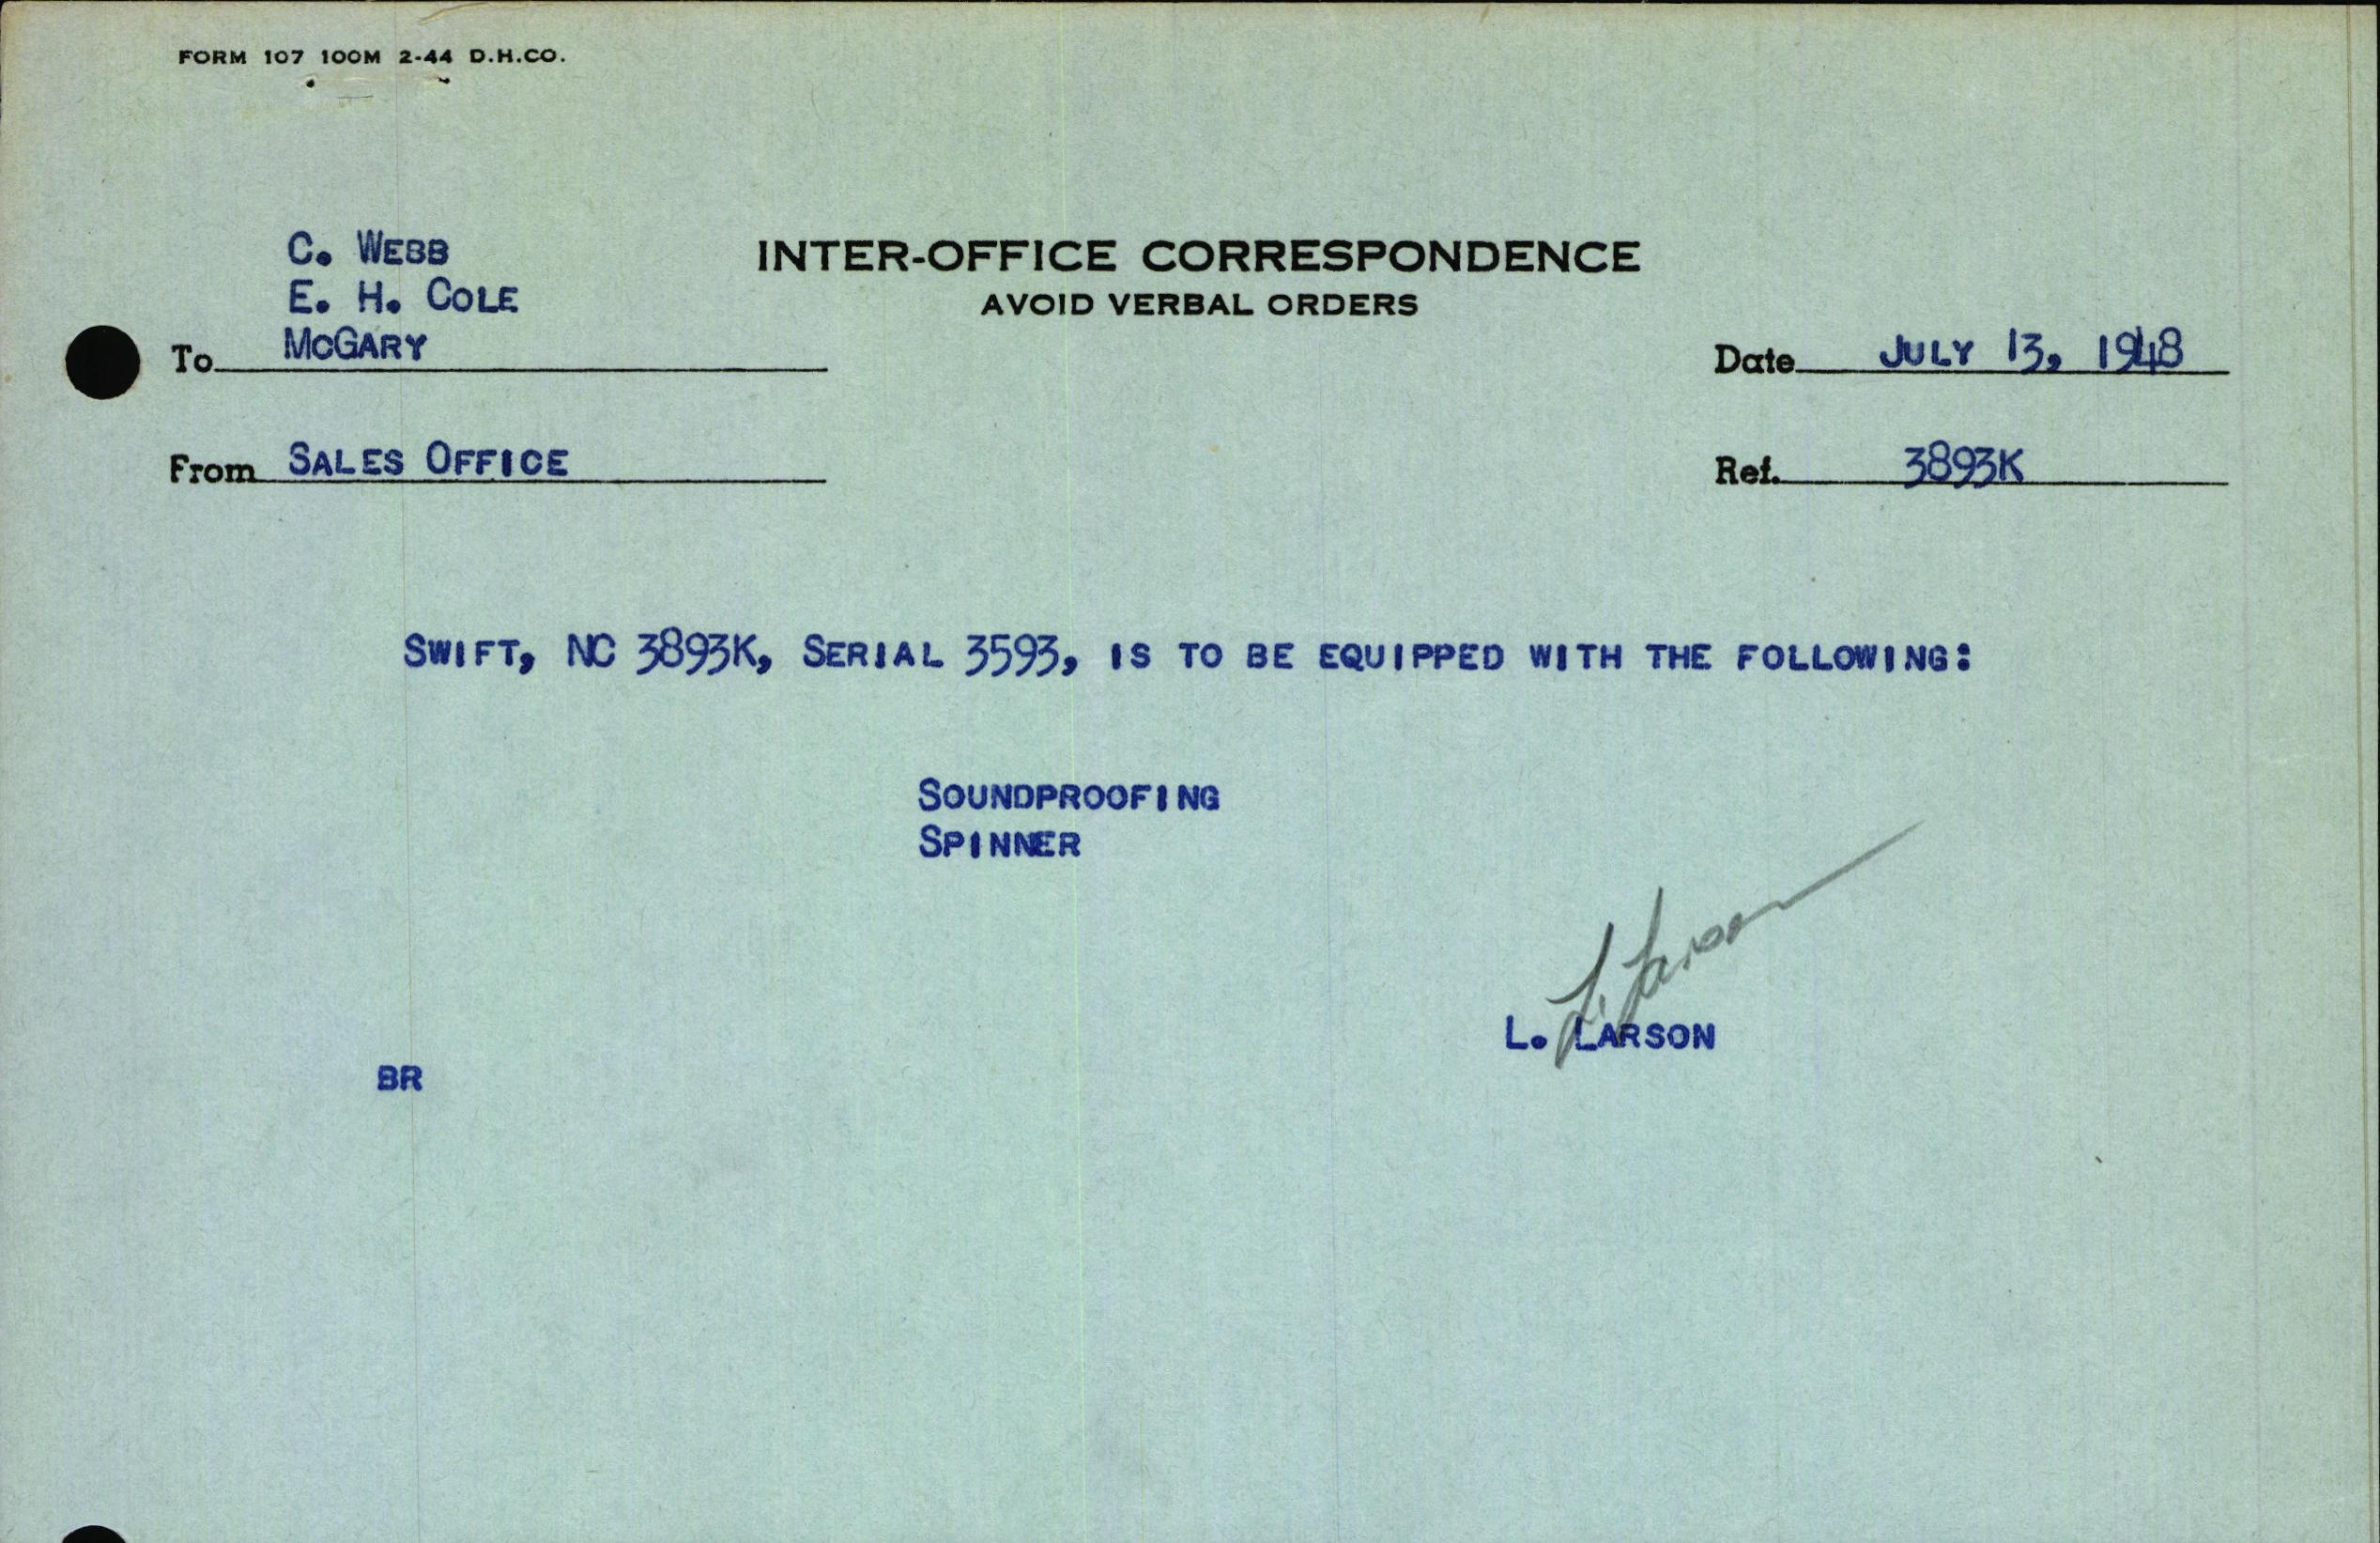 FORM 107 100M 2-44 D.H.CO.
INTER-OFFICE CORRESPONDENCE
AVOID VERBAL ORDERS
C. WEBB
E. H. COLE
To McGARY
Date JULY 13, 1948
From SALES OFFICE
Ref. 3893K
SWIFT, NC 3893K, SERIAL 3593, IS TO BE EQUIPPED WITH THE FOLLOWING:
SOUNDPROOFING
SPINNER
L. Larson
L. LARSON
BR